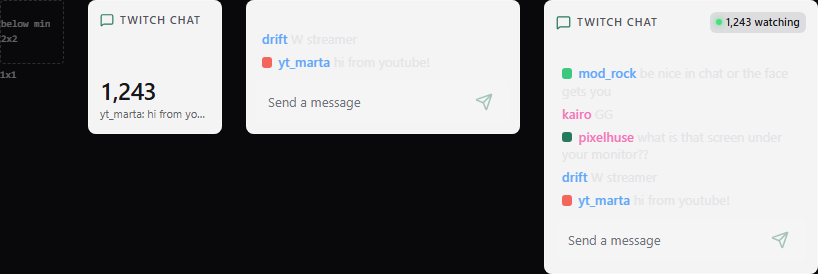 below min
2x2
1x1
TWITCH CHAT
1,243
yt_marta: hi from yo...
drift W streamer
yt_marta hi from youtube!
Send a message
TWITCH CHAT
1,243 watching
mod_rock be nice in chat or the face
gets you
kairo GG
pixelhuse what is that screen under
your monitor??
drift W streamer
yt_marta hi from youtube!
Send a message